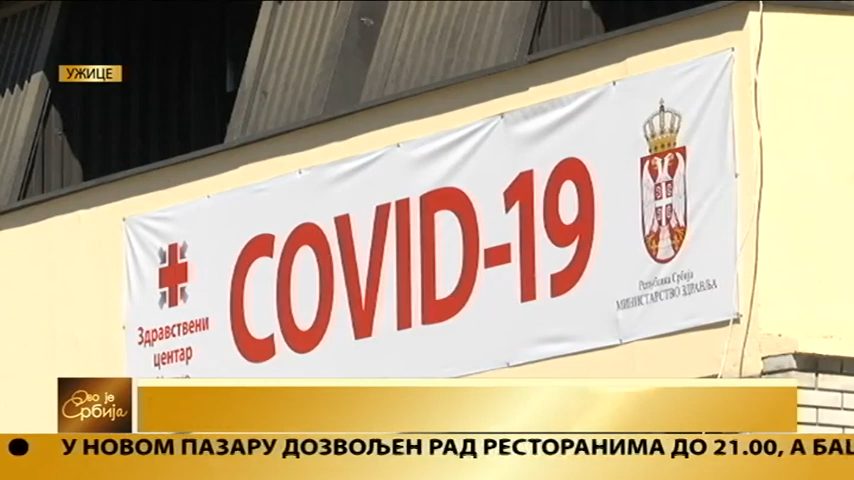 УЖИЦЕ
COVID-19
Здравствени
центар
Република Србија
МИНИСТАРСТВО ЗДРАВЉА
Ово је
Србија
У НОВОМ ПАЗАРУ ДОЗВОЉЕН РАД РЕСТОРАНИМА ДО 21.00, А БАШ